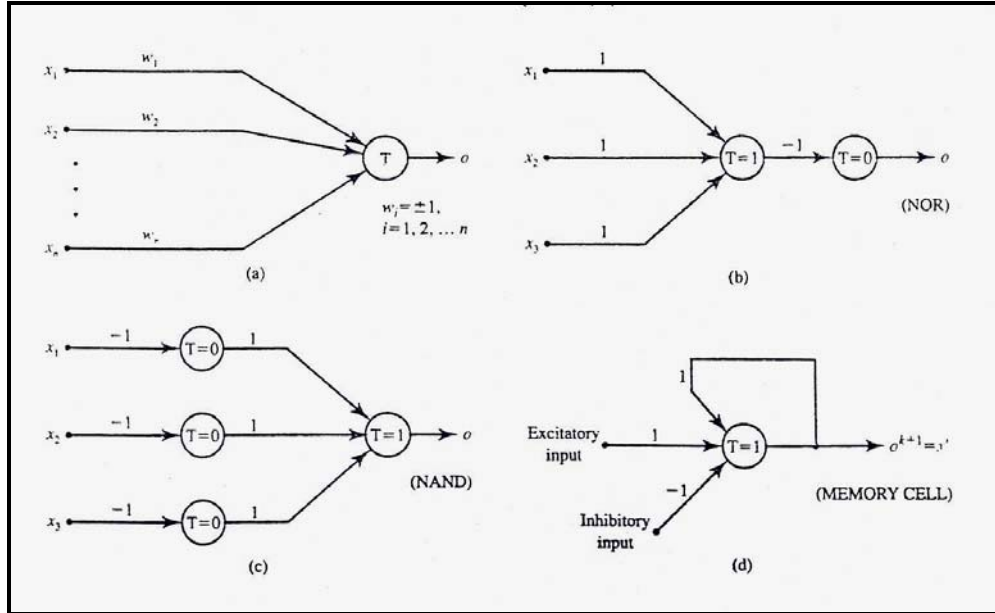 x₁ w₁
x₂ w₂
T o
wᵢ = ±1,
i = 1, 2, … n
xₙ
(a)
x₁ 1
x₂ 1 T=1 −1 T=0 o
(NOR)
x₃ 1
(b)
x₁ −1 T=0 1
x₂ −1 T=0 1 T=1 o
(NAND)
x₃ −1 T=0 1
(c)
1
Excitatory
input
1 T=1
(MEMORY CELL)
−1
Inhibitory
input
(d)